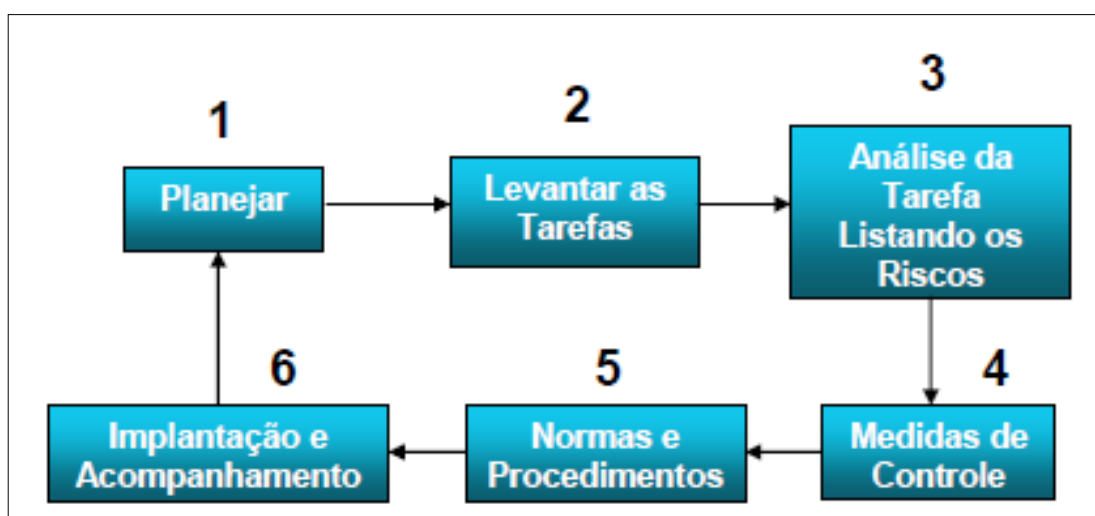 1
Planejar
2
Levantar as
Tarefas
3
Análise da
Tarefa
Listando os
Riscos
4
Medidas de
Controle
5
Normas e
Procedimentos
6
Implantação e
Acompanhamento